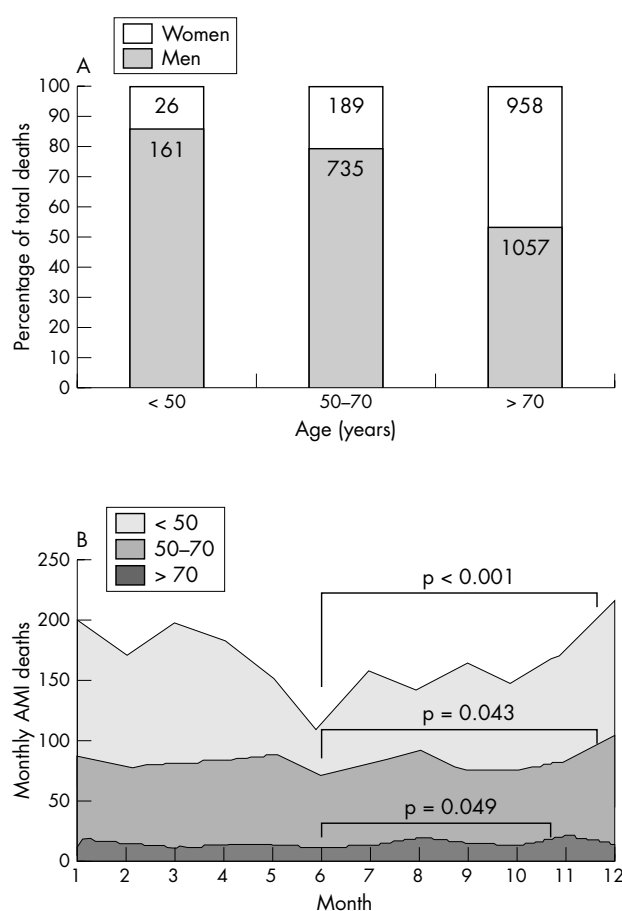 Women
Men
A
100
90
80
70
60
50
40
30
20
10
0
Percentage of total deaths
26
189
958
161
735
1057
< 50
50–70
> 70
Age (years)
B
< 50
50–70
> 70
250
200
150
100
50
0
Monthly AMI deaths
p < 0.001
p = 0.043
p = 0.049
1 2 3 4 5 6 7 8 9 10 11 12
Month